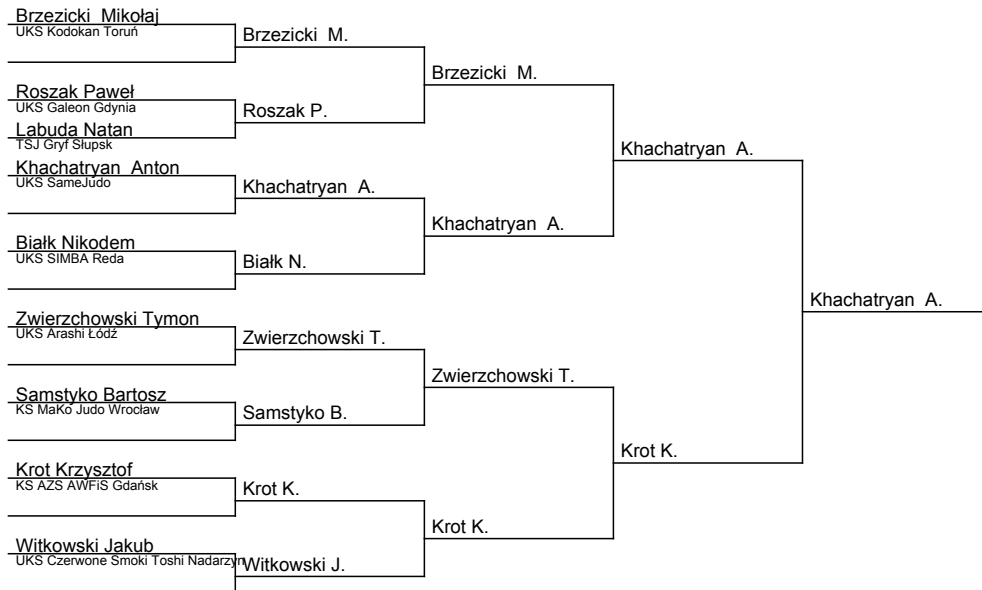 Brzezicki Mikołaj
UKS Kodokan Toruń
Brzezicki M.
Brzezicki M.
Roszak Paweł
UKS Galeon Gdynia
Roszak P.
Labuda Natan
TSJ Gryf Słupsk
Khachatryan A.
Khachatryan Anton
UKS SameJudo
Khachatryan A.
Khachatryan A.
Białk Nikodem
UKS SIMBA Reda
Białk N.
Khachatryan A.
Zwierzchowski Tymon
UKS Arashi Łódź
Zwierzchowski T.
Zwierzchowski T.
Samstyko Bartosz
KS MaKo Judo Wrocław
Samstyko B.
Krot K.
Krot Krzysztof
KS AZS AWFiS Gdańsk
Krot K.
Krot K.
Witkowski Jakub
UKS Czerwone Smoki Toshi Nadarzyn
Witkowski J.